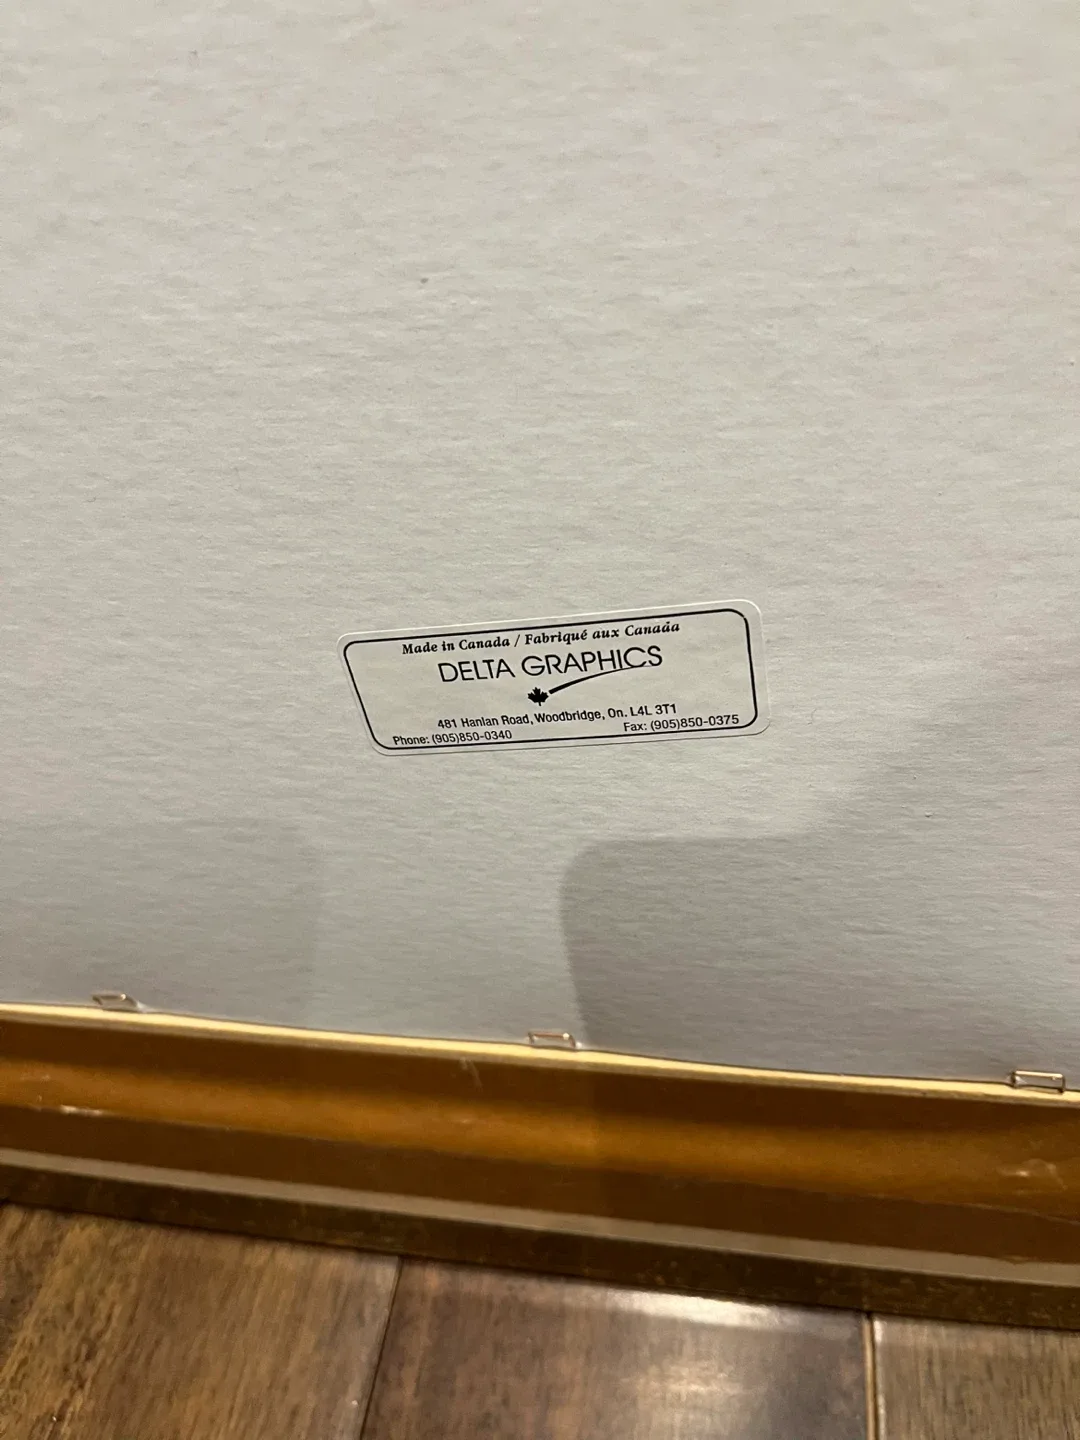 Made in Canada / Fabriqué aux Canada
DELTA GRAPHICS
481 Hanlan Road, Woodbridge, On. L4L 3T1
Phone: (905)850-0340 Fax: (905)850-0375